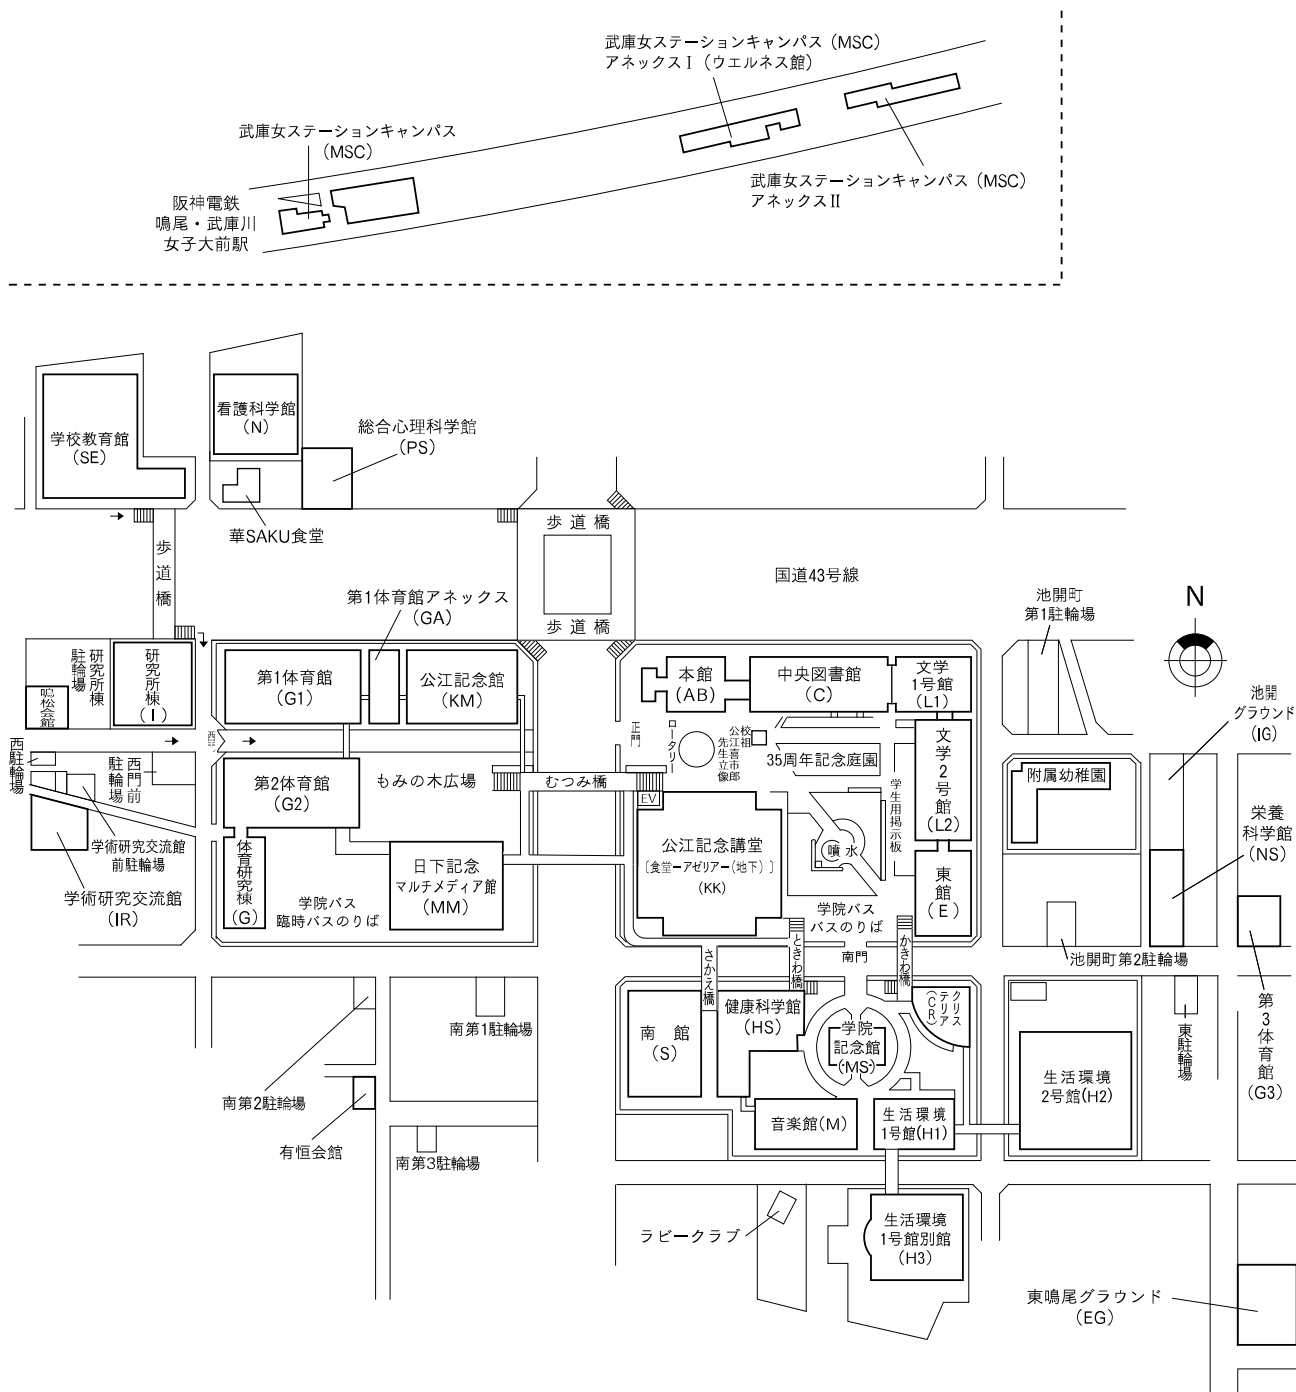 武庫女ステーションキャンパス（MSC）
アネックスⅠ（ウエルネス館）
武庫女ステーションキャンパス
（MSC）
武庫女ステーションキャンパス（MSC）
アネックスⅡ
阪神電鉄
鳴尾・武庫川
女子大前駅
学校教育館
（SE）
看護科学館
（N）
総合心理科学館
（PS）
華SAKU食堂
歩道橋
歩道橋
歩道橋
国道43号線
池開町
第1駐輪場
N
第1体育館アネックス
（GA）
研究所棟
駐輪場
研究所棟（I）
鳴松会館
第1体育館
（G1）
公江記念館
（KM）
本館
（AB）
中央図書館
（C）
文学
1号館
（L1）
池開
グラウンド
（IG）
西門
正門
ロータリー
校祖
公江喜市郎
先生立像
35周年記念庭園
文学2号館（L2）
学生用掲示板
附属幼稚園
栄養
科学館
（NS）
西駐輪場
西門前
駐輪場
第2体育館
（G2）
もみの木広場
むつみ橋
EV
公江記念講堂
〔食堂ーアゼリアー（地下）〕
（KK）
噴水
学術研究交流館
前駐輪場
学術研究交流館
（IR）
体育研究棟（G）
日下記念
マルチメディア館
（MM）
学院バス
臨時バスのりば
学院バス
バスのりば
東館（E）
南門
さかえ橋
ときわ橋
かきわ橋
池開町第2駐輪場
南第1駐輪場
南第2駐輪場
有恒会館
南第3駐輪場
南館
（S）
健康科学館
（HS）
学院
記念館
（MS）
クリス
テリア
（CR）
東駐輪場
第3体育館（G3）
生活環境
2号館（H2）
音楽館（M）
生活環境
1号館（H1）
ラビークラブ
生活環境
1号館別館
（H3）
東鳴尾グラウンド
（EG）